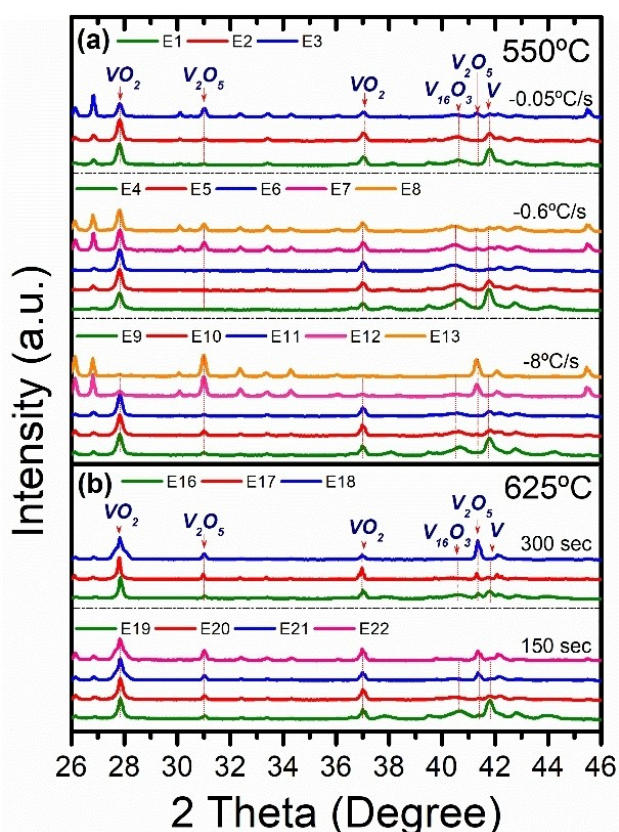 (a) E1 E2 E3 550ºC
VO₂ V₂O₅ VO₂ V₁₆O₃ V₂O₅ V
-0.05ºC/s
E4 E5 E6 E7 E8
-0.6ºC/s
E9 E10 E11 E12 E13
-8ºC/s
(b) E16 E17 E18 625ºC
VO₂ V₂O₅ VO₂ V₁₆O₃ V₂O₅ V
300 sec
E19 E20 E21 E22
150 sec
26 28 30 32 34 36 38 40 42 44 46
2 Theta (Degree)
Intensity (a.u.)